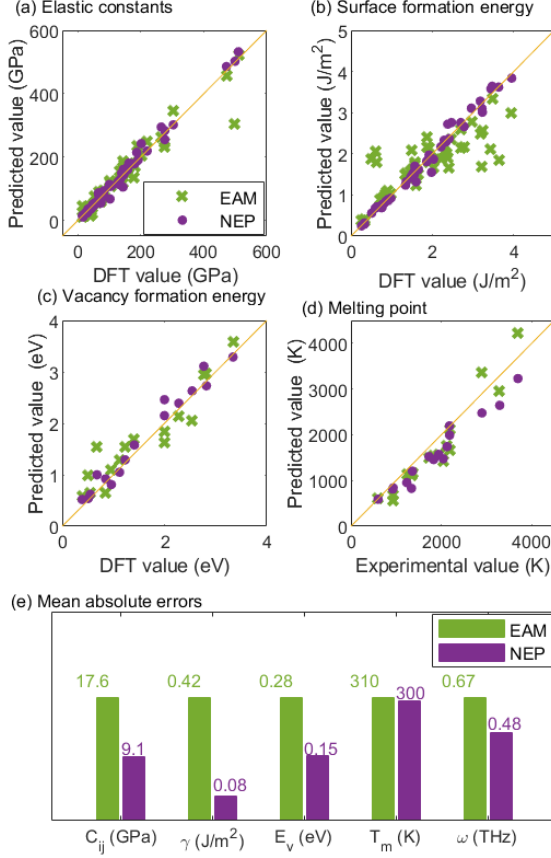 (a) Elastic constants
Predicted value (GPa)
600
400
200
0
EAM
NEP
0
200
400
600
DFT value (GPa)
(b) Surface formation energy
Predicted value (J/m²)
5
4
3
2
1
0
0
2
4
DFT value (J/m²)
(c) Vacancy formation energy
Predicted value (eV)
4
3
2
1
0
0
2
4
DFT value (eV)
(d) Melting point
Predicted value (K)
4000
3000
2000
1000
0
0
2000
4000
Experimental value (K)
(e) Mean absolute errors
EAM
NEP
17.6
9.1
0.42
0.08
0.28
0.15
310
300
0.67
0.48
C_ij (GPa)
γ (J/m²)
E_v (eV)
T_m (K)
ω (THz)